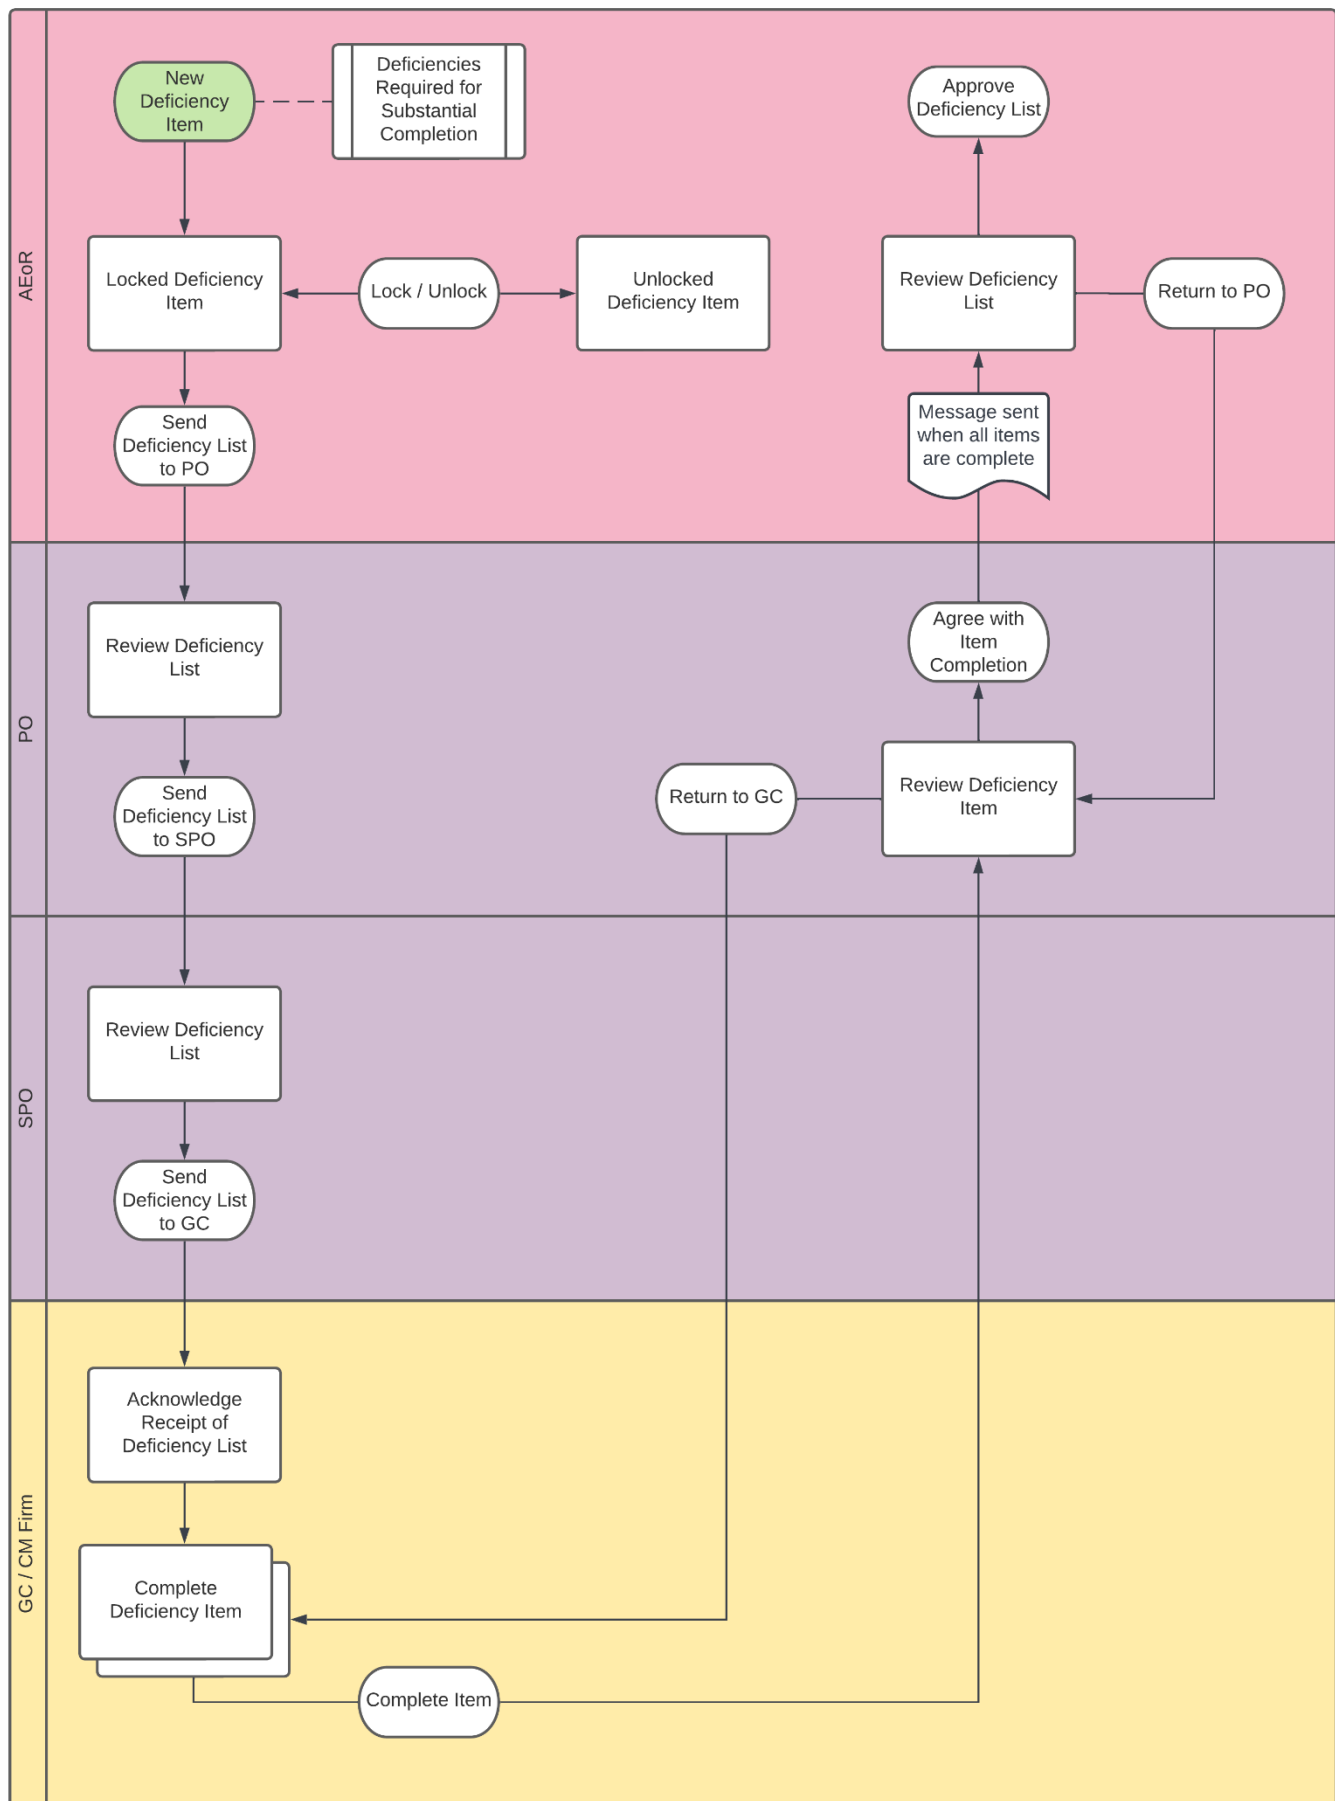 AEoR
New
Deficiency
Item
Deficiencies
Required for
Substantial
Completion
Approve
Deficiency List
Locked Deficiency
Item
Lock / Unlock
Unlocked
Deficiency Item
Review Deficiency
List
Return to PO
Send
Deficiency List
to PO
Message sent
when all items
are complete
PO
Review Deficiency
List
Agree with
Item
Completion
Send
Deficiency List
to SPO
Return to GC
Review Deficiency
Item
SPO
Review Deficiency
List
Send
Deficiency List
to GC
GC / CM Firm
Acknowledge
Receipt of
Deficiency List
Complete
Deficiency Item
Complete Item